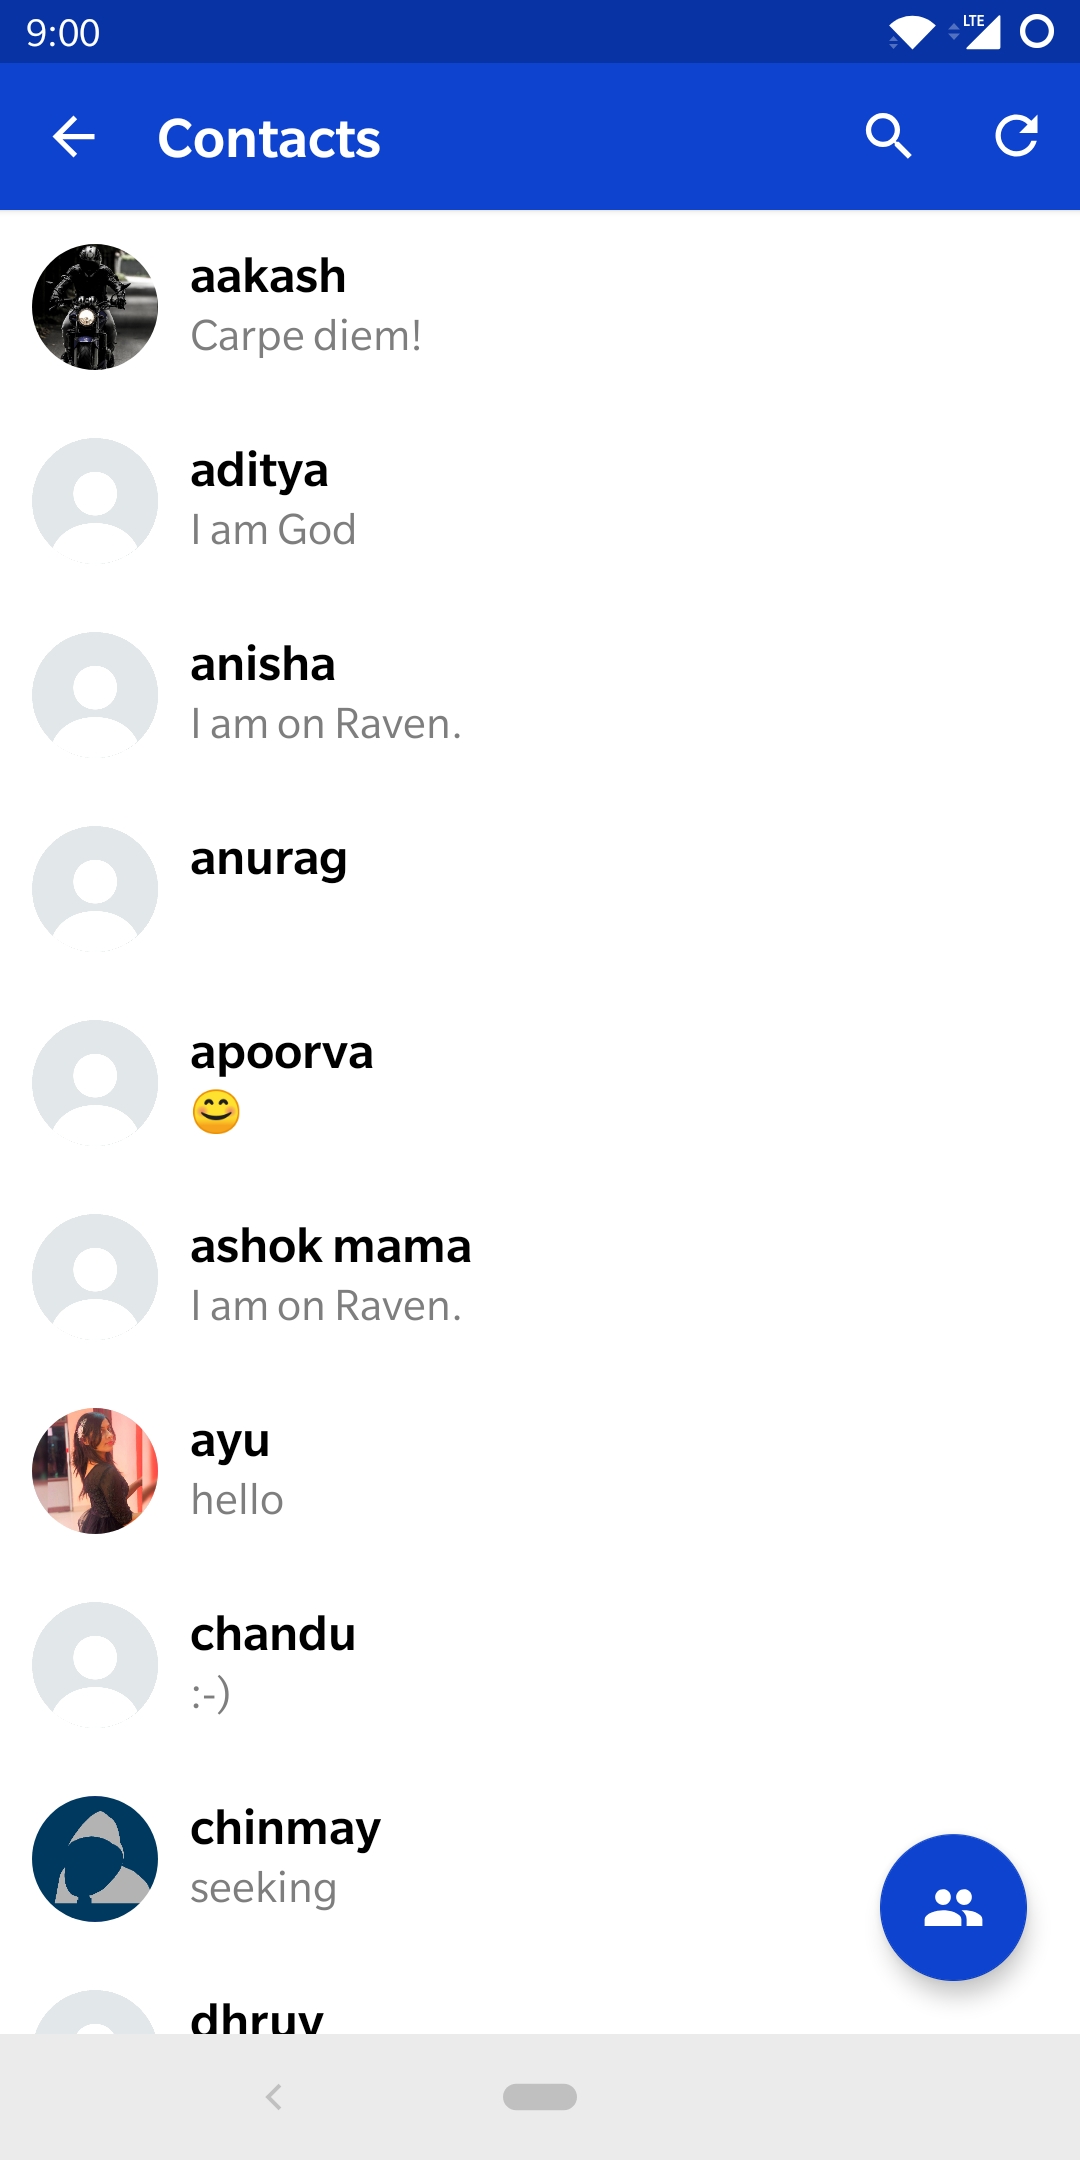 9:00
LTE
Contacts
aakash
Carpe diem!
aditya
I am God
anisha
I am on Raven.
anurag
apoorva
😊
ashok mama
I am on Raven.
ayu
hello
chandu
:-)
chinmay
seeking
dhruv